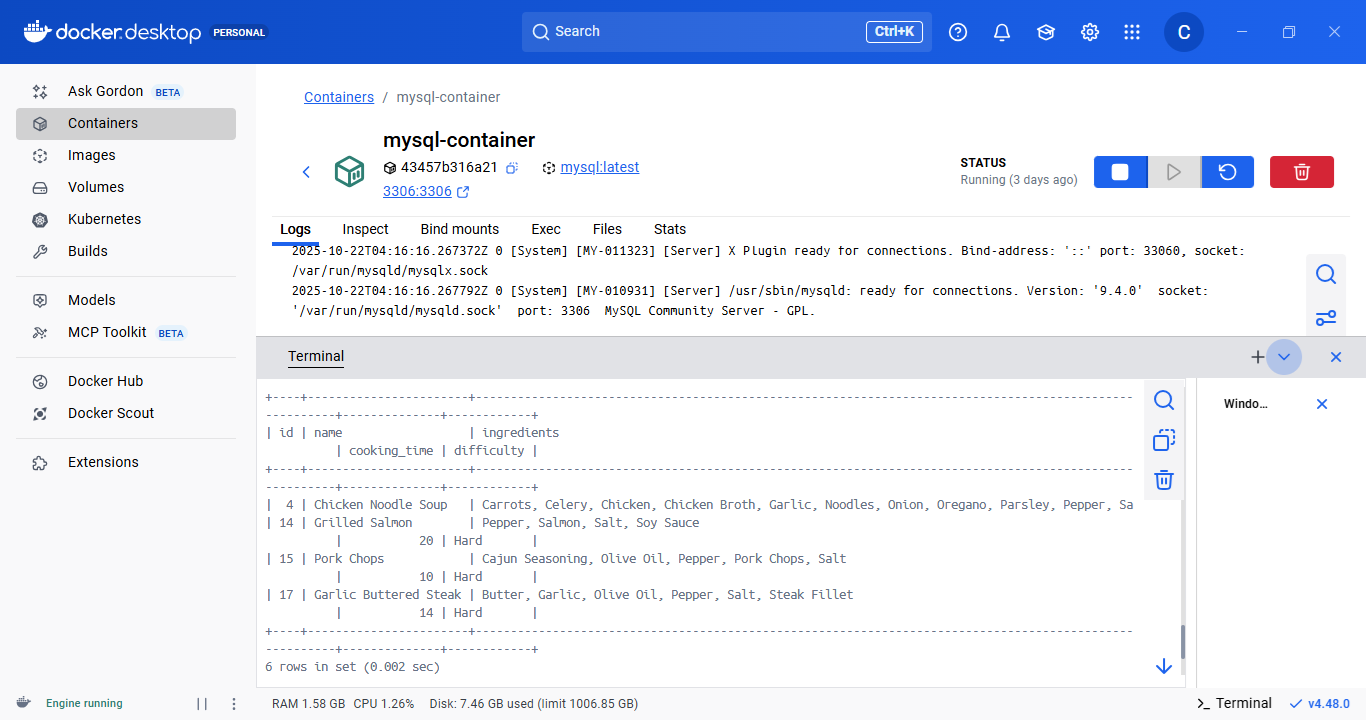 docker.desktop PERSONAL
Search
Ctrl+K
C
Ask Gordon BETA
Containers
Images
Volumes
Kubernetes
Builds
Models
MCP Toolkit BETA
Docker Hub
Docker Scout
Extensions
Containers / mysql-container
mysql-container
43457b316a21
mysql:latest
3306:3306
STATUS
Running (3 days ago)
Logs Inspect Bind mounts Exec Files Stats
2025-10-22T04:16:16.267372Z 0 [System] [MY-011323] [Server] X Plugin ready for connections. Bind-address: '::' port: 33060, socket:
/var/run/mysqld/mysqlx.sock
2025-10-22T04:16:16.267792Z 0 [System] [MY-010931] [Server] /usr/sbin/mysqld: ready for connections. Version: '9.4.0'  socket:
'/var/run/mysqld/mysqld.sock'  port: 3306  MySQL Community Server - GPL.
Terminal
Windo...
+----+-----------------------+---------------------------------------------------------------------------------------------
----------+--------------+------------+
| id | name                  | ingredients
          | cooking_time | difficulty |
+----+-----------------------+---------------------------------------------------------------------------------------------
----------+--------------+------------+
|  4 | Chicken Noodle Soup   | Carrots, Celery, Chicken, Chicken Broth, Garlic, Noodles, Onion, Oregano, Parsley, Pepper, Sa
| 14 | Grilled Salmon        | Pepper, Salmon, Salt, Soy Sauce
          |           20 | Hard       |
| 15 | Pork Chops            | Cajun Seasoning, Olive Oil, Pepper, Pork Chops, Salt
          |           10 | Hard       |
| 17 | Garlic Buttered Steak | Butter, Garlic, Olive Oil, Pepper, Salt, Steak Fillet
          |           14 | Hard       |
+----+-----------------------+---------------------------------------------------------------------------------------------
----------+--------------+------------+
6 rows in set (0.002 sec)
Engine running
RAM 1.58 GB CPU 1.26% Disk: 7.46 GB used (limit 1006.85 GB)
>_ Terminal
v4.48.0